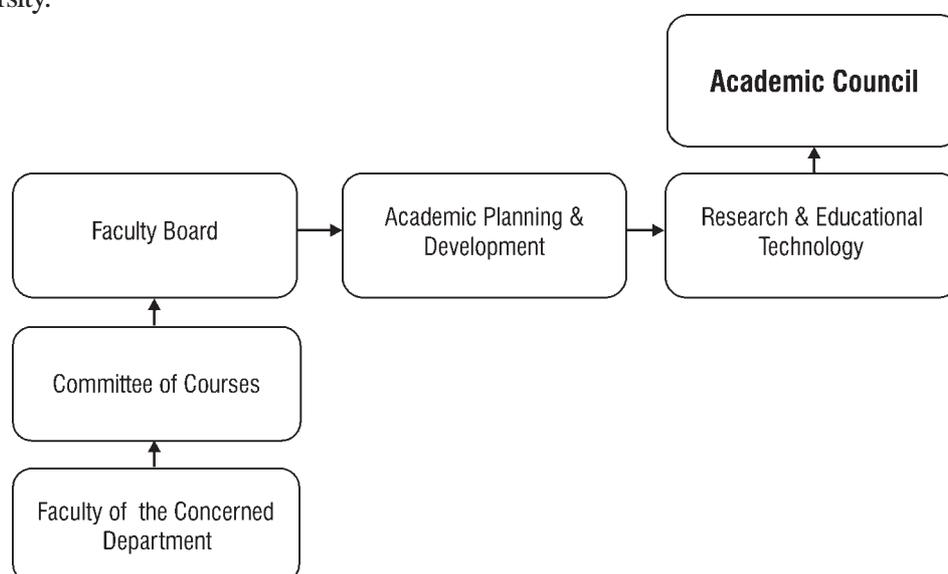 rsity.
Academic Council
Faculty Board
Academic Planning &
Development
Research & Educational
Technology
Committee of Courses
Faculty of the Concerned
Department